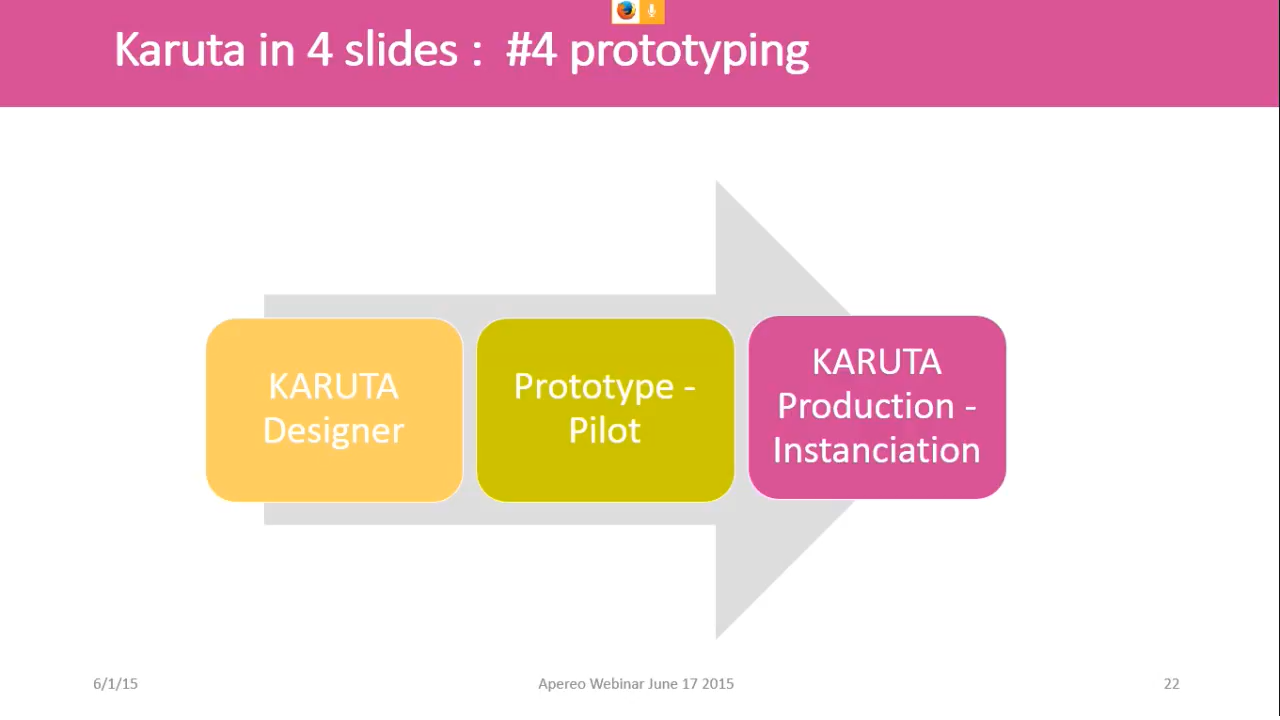 Karuta in 4 slides : #4 prototyping
KARUTA
Designer
Prototype -
Pilot
KARUTA
Production -
Instanciation
6/1/15
Apereo Webinar June 17 2015
22